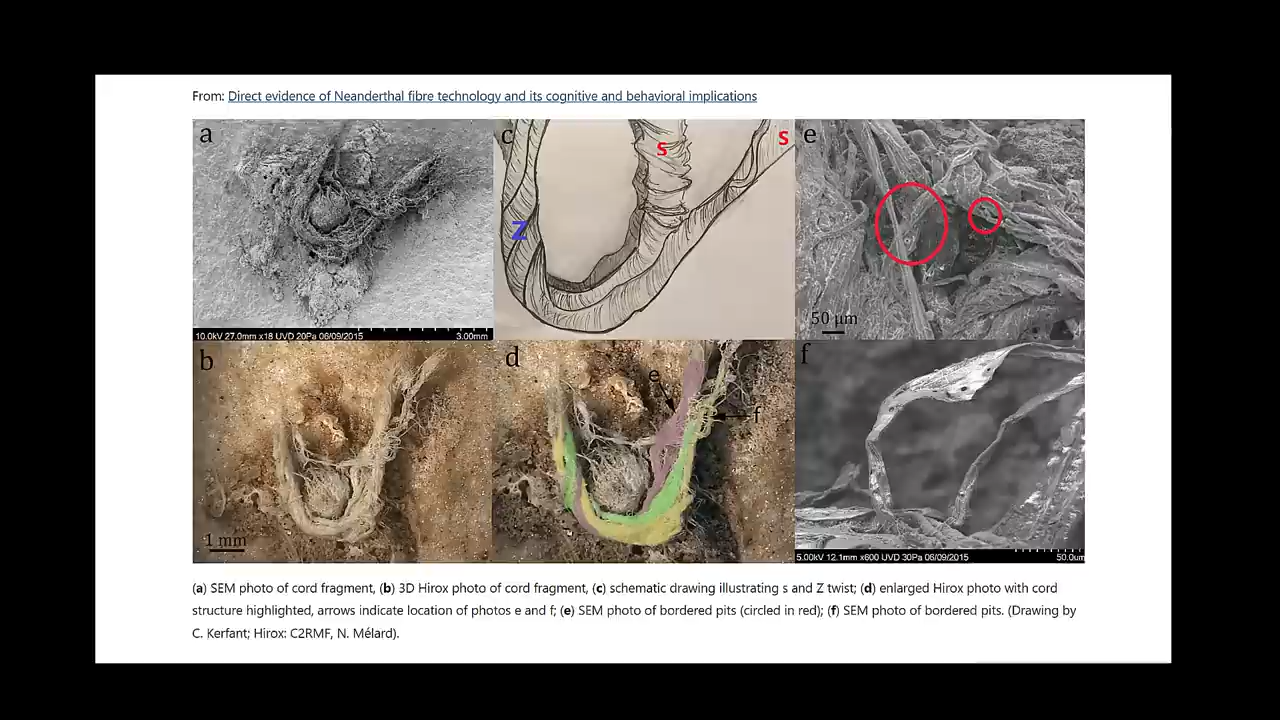 From: Direct evidence of Neanderthal fibre technology and its cognitive and behavioral implications
a
c
s
s
e
Z
50 µm
10.0kV 27.0mm x18 UVD 20Pa 06/09/2015 3.00mm
b
d
e
f
f
1 mm
5.00kV 12.1mm x600 UVD 30Pa 06/09/2015 50.0um
(a) SEM photo of cord fragment, (b) 3D Hirox photo of cord fragment, (c) schematic drawing illustrating s and Z twist; (d) enlarged Hirox photo with cord
structure highlighted, arrows indicate location of photos e and f; (e) SEM photo of bordered pits (circled in red); (f) SEM photo of bordered pits. (Drawing by
C. Kerfant; Hirox: C2RMF, N. Mélard).